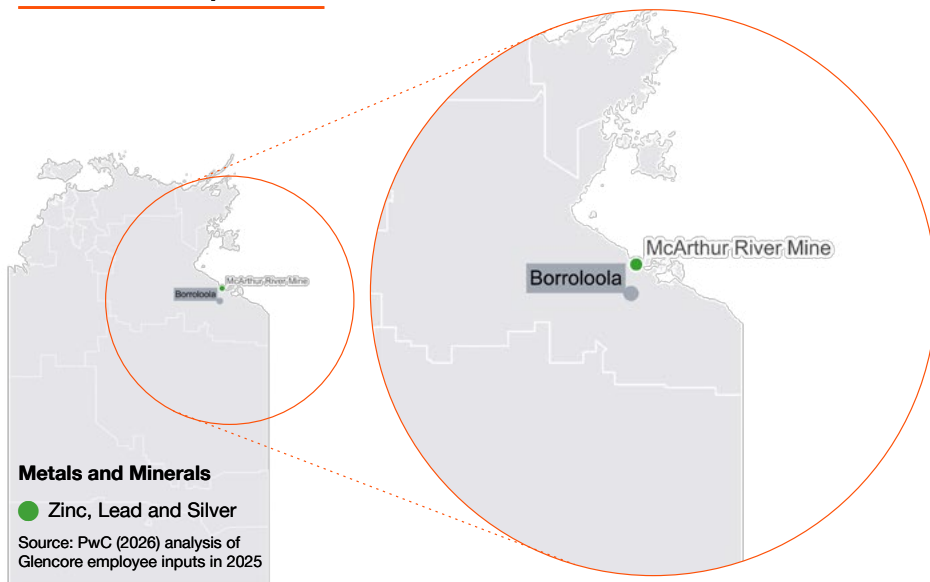 McArthur River Mine
Borroloola
McArthur River Mine
Borroloola
Metals and Minerals
Zinc, Lead and Silver
Source: PwC (2026) analysis of
Glencore employee inputs in 2025